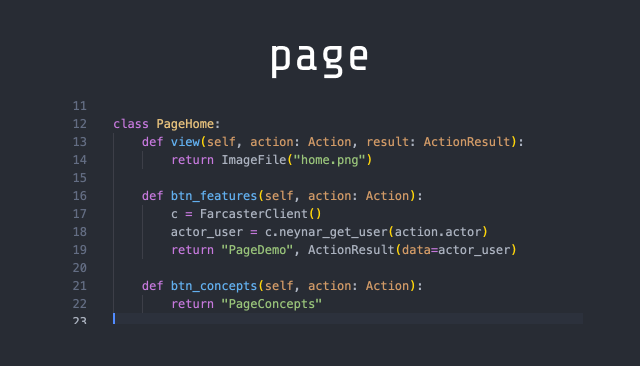 page
11
12 class PageHome:
13     def view(self, action: Action, result: ActionResult):
14         return ImageFile("home.png")
15
16     def btn_features(self, action: Action):
17         c = FarcasterClient()
18         actor_user = c.neynar_get_user(action.actor)
19         return "PageDemo", ActionResult(data=actor_user)
20
21     def btn_concepts(self, action: Action):
22         return "PageConcepts"
23